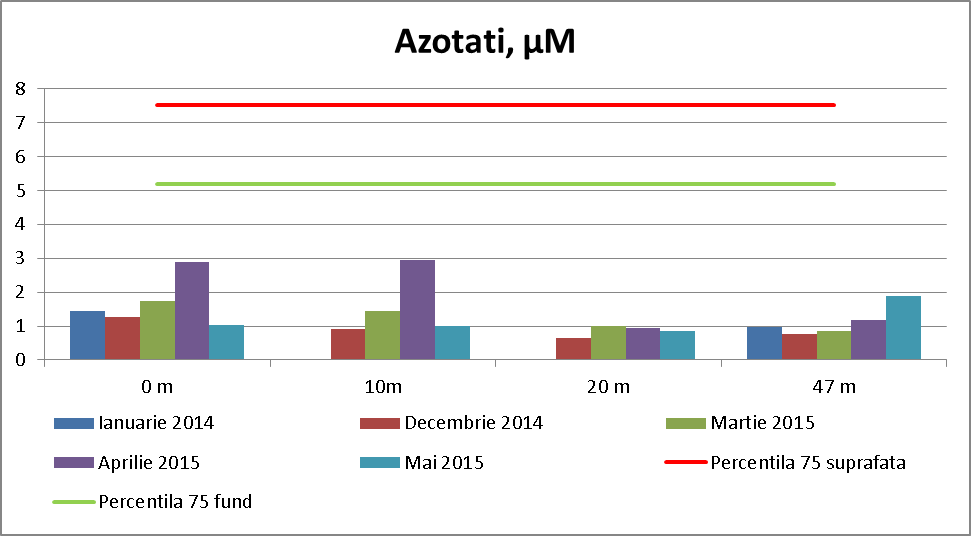 Azotati, µM
8
7
6
5
4
3
2
1
0
0 m 10m 20 m 47 m
Ianuarie 2014 Decembrie 2014 Martie 2015
Aprilie 2015 Mai 2015 Percentila 75 suprafata
Percentila 75 fund